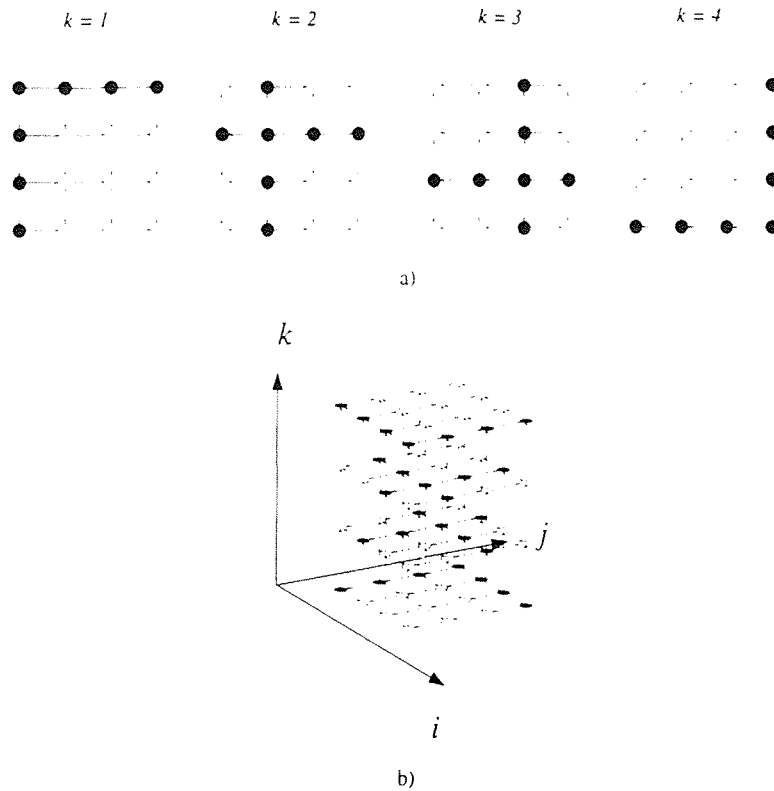 k = 1 k = 2 k = 3 k = 4
a)
k
j
i
b)